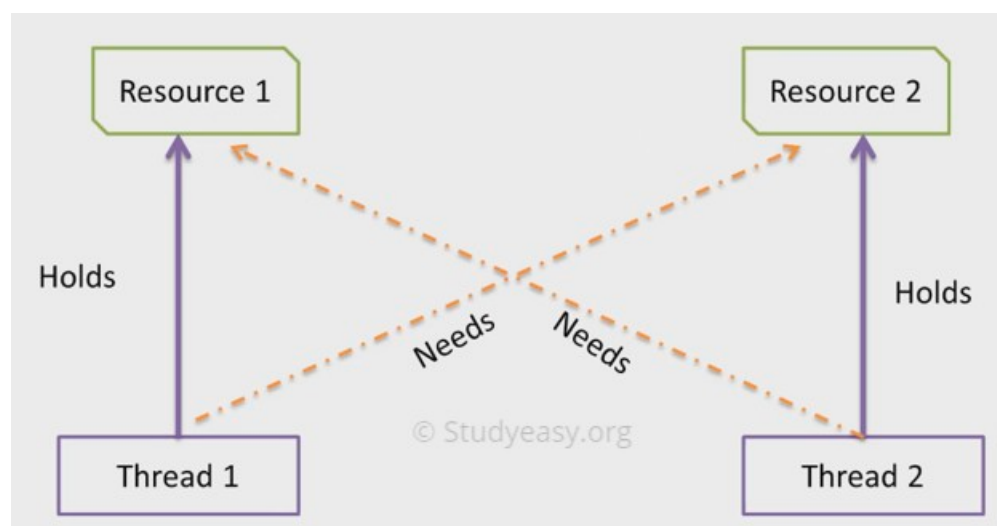 Resource 1
Resource 2
Holds
Holds
Needs
Needs
© Studyeasy.org
Thread 1
Thread 2